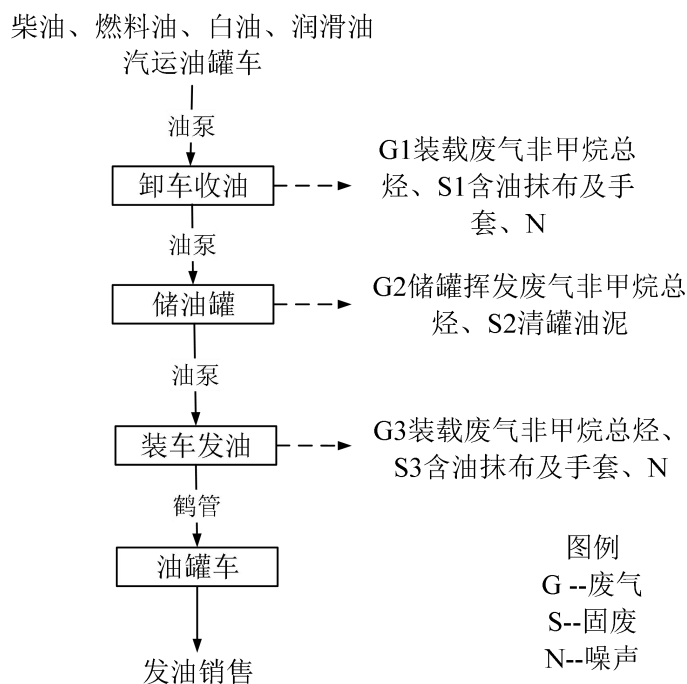 柴油、燃料油、白油、润滑油
汽运油罐车
油泵
卸车收油
G1装载废气非甲烷总
烃、S1含油抹布及手
套、N
油泵
储油罐
G2储罐挥发废气非甲烷总
烃、S2清罐油泥
油泵
装车发油
G3装载废气非甲烷总烃、
S3含油抹布及手套、N
鹤管
油罐车
发油销售
图例
G --废气
S--固废
N--噪声